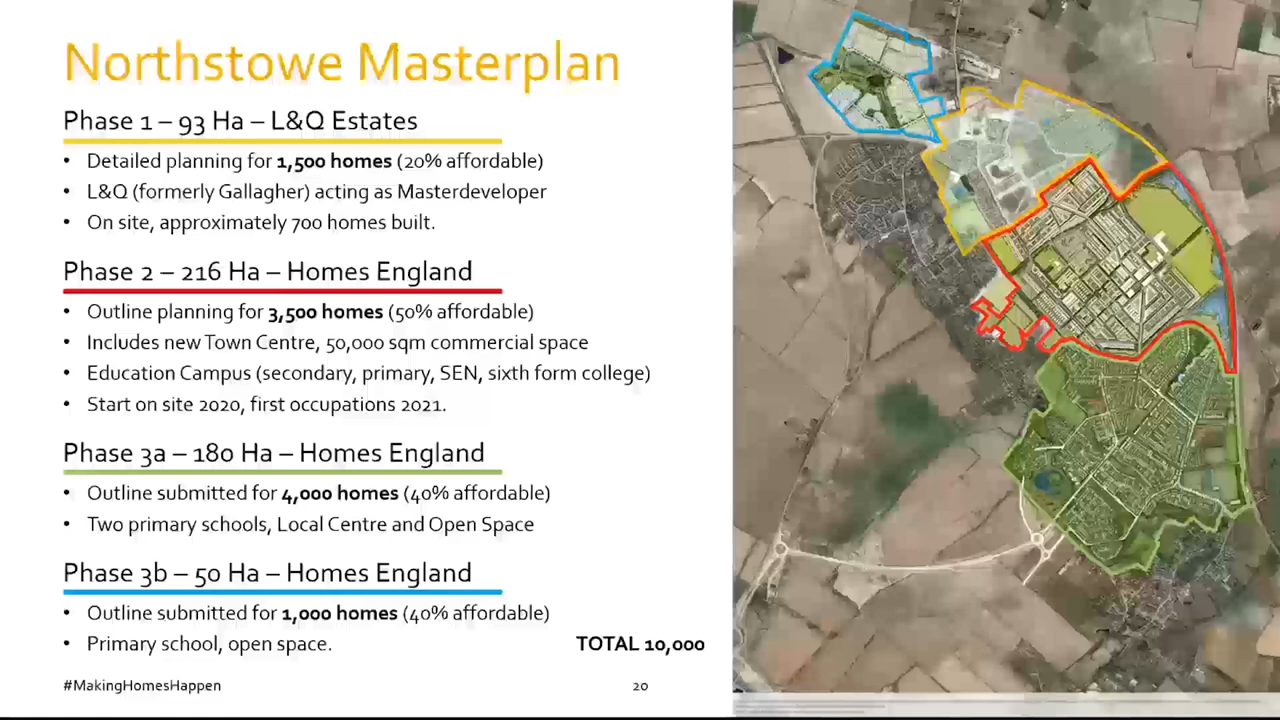 Northstowe Masterplan
Phase 1 – 93 Ha – L&Q Estates
• Detailed planning for 1,500 homes (20% affordable)
• L&Q (formerly Gallagher) acting as Masterdeveloper
• On site, approximately 700 homes built.
Phase 2 – 216 Ha – Homes England
• Outline planning for 3,500 homes (50% affordable)
• Includes new Town Centre, 50,000 sqm commercial space
• Education Campus (secondary, primary, SEN, sixth form college)
• Start on site 2020, first occupations 2021.
Phase 3a – 180 Ha – Homes England
• Outline submitted for 4,000 homes (40% affordable)
• Two primary schools, Local Centre and Open Space
Phase 3b – 50 Ha – Homes England
• Outline submitted for 1,000 homes (40% affordable)
• Primary school, open space.
TOTAL 10,000
#MakingHomesHappen
20